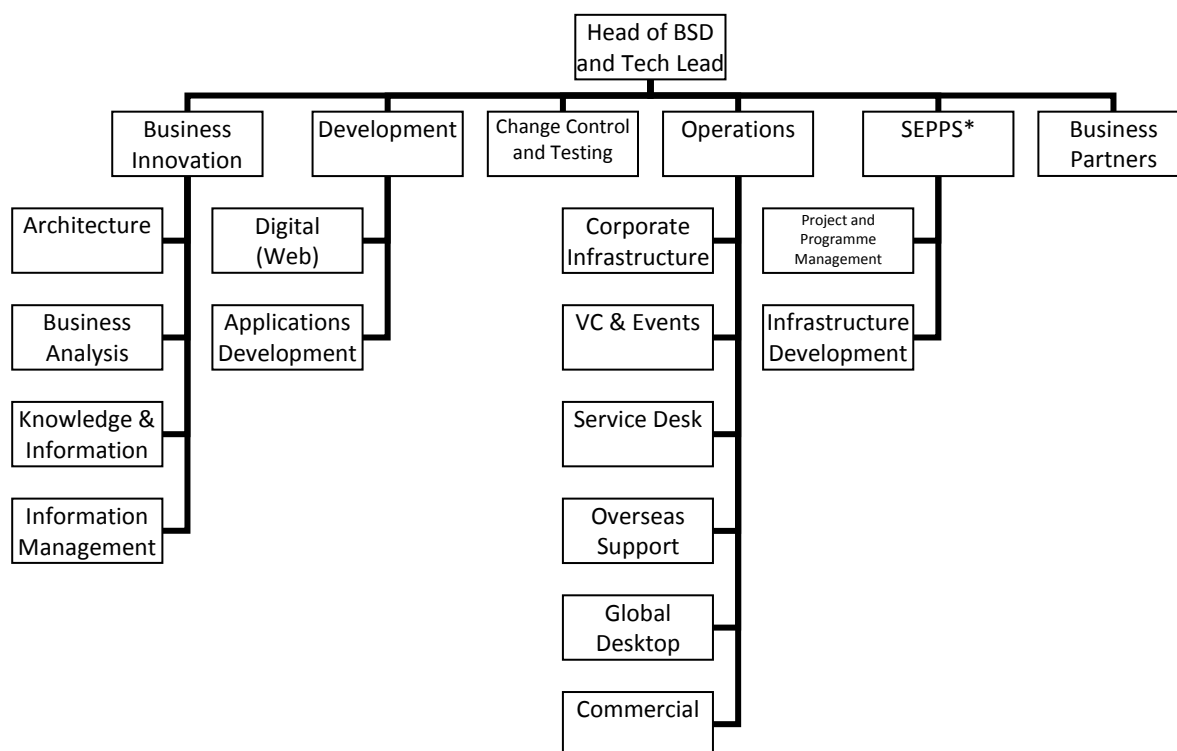 Head of BSD
and Tech Lead
Business
Innovation
Development
Change Control
and Testing
Operations
SEPPS*
Business
Partners
Architecture
Business
Analysis
Knowledge &
Information
Information
Management
Digital
(Web)
Applications
Development
Corporate
Infrastructure
VC & Events
Service Desk
Overseas
Support
Global
Desktop
Commercial
Project and
Programme
Management
Infrastructure
Development